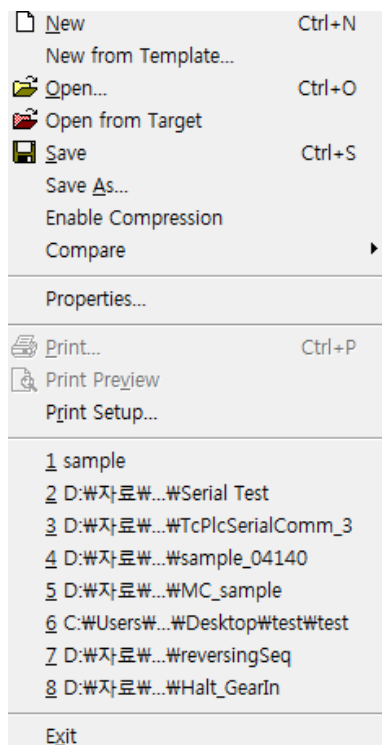 New Ctrl+N
New from Template...
Open... Ctrl+O
Open from Target
Save Ctrl+S
Save As...
Enable Compression
Compare
Properties...
Print... Ctrl+P
Print Preview
Print Setup...
1 sample
2 D:₩자료₩...₩Serial Test
3 D:₩자료₩...₩TcPlcSerialComm_3
4 D:₩자료₩...₩sample_04140
5 D:₩자료₩...₩MC_sample
6 C:₩Users₩...₩Desktop₩test₩test
7 D:₩자료₩...₩reversingSeq
8 D:₩자료₩...₩Halt_GearIn
Exit